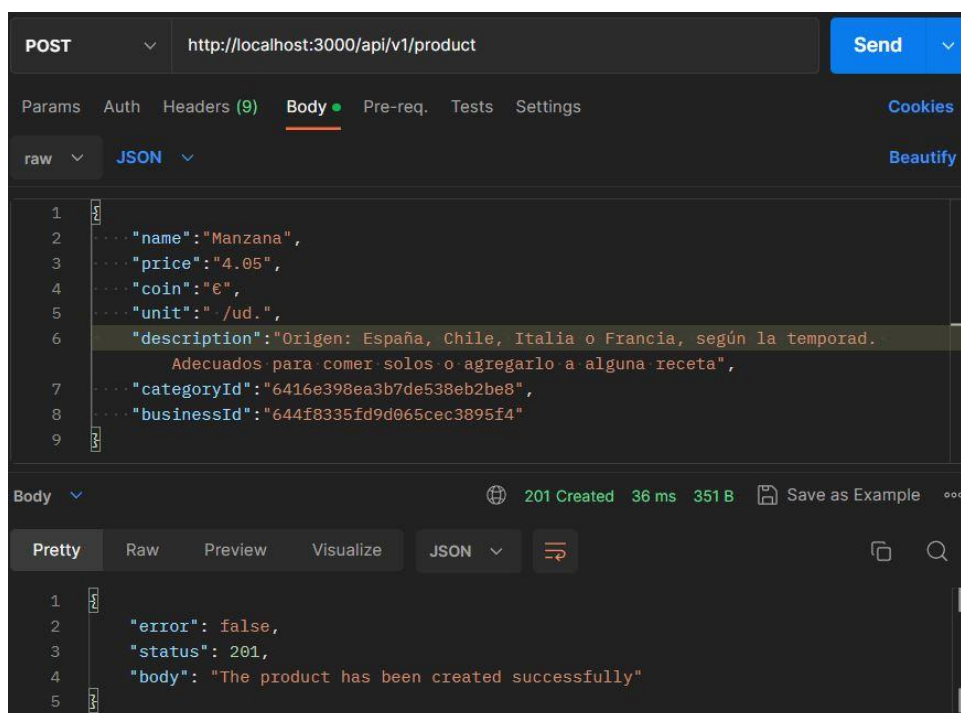 POST http://localhost:3000/api/v1/product Send
Params Auth Headers (9) Body Pre-req. Tests Settings Cookies
raw JSON Beautify
1 {
2 "name":"Manzana",
3 "price":"4.05",
4 "coin":"€",
5 "unit":" /ud.",
6 "description":"Origen: España, Chile, Italia o Francia, según la temporad.
Adecuados para comer solos o agregarlo a alguna receta",
7 "categoryId":"6416e398ea3b7de538eb2be8",
8 "businessId":"644f8335fd9d065cec3895f4"
9 }
Body 201 Created 36 ms 351 B Save as Example
Pretty Raw Preview Visualize JSON
1 {
2 "error": false,
3 "status": 201,
4 "body": "The product has been created successfully"
5 }